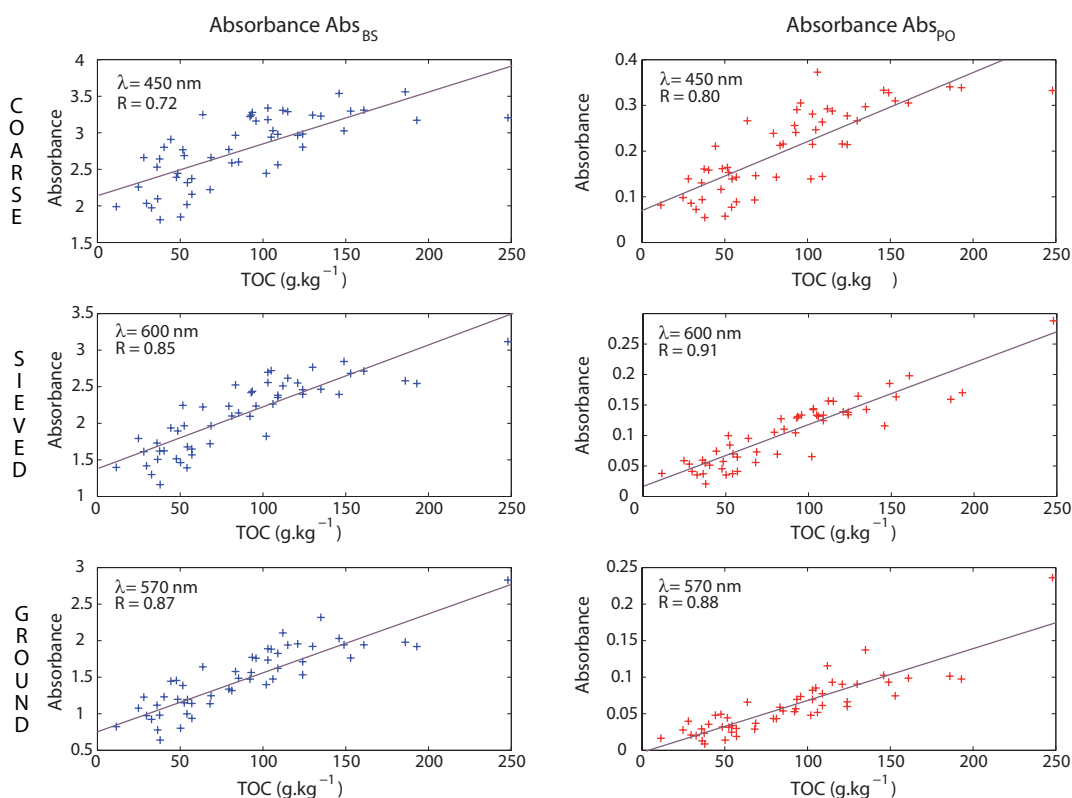 Absorbance Abs_BS
Absorbance Abs_PO
COARSE
Absorbance
4
3.5
3
2.5
2
1.5
λ= 450 nm
R = 0.72
0 50 100 150 200 250
TOC (g.kg⁻¹)
Absorbance
0.4
0.3
0.2
0.1
0
λ= 450 nm
R = 0.80
0 50 100 150 200 250
TOC (g.kg )
SIEVED
Absorbance
3.5
3
2.5
2
1.5
1
λ= 600 nm
R = 0.85
0 50 100 150 200 250
TOC (g.kg⁻¹)
Absorbance
0.3
0.25
0.2
0.15
0.1
0.05
0
λ= 600 nm
R = 0.91
0 50 100 150 200 250
TOC (g.kg⁻¹)
GROUND
Absorbance
3
2.5
2
1.5
1
0.5
λ= 570 nm
R = 0.87
0 50 100 150 200 250
TOC (g.kg⁻¹)
Absorbance
0.25
0.2
0.15
0.1
0.05
0
λ= 570 nm
R = 0.88
0 50 100 150 200 250
TOC (g.kg⁻¹)